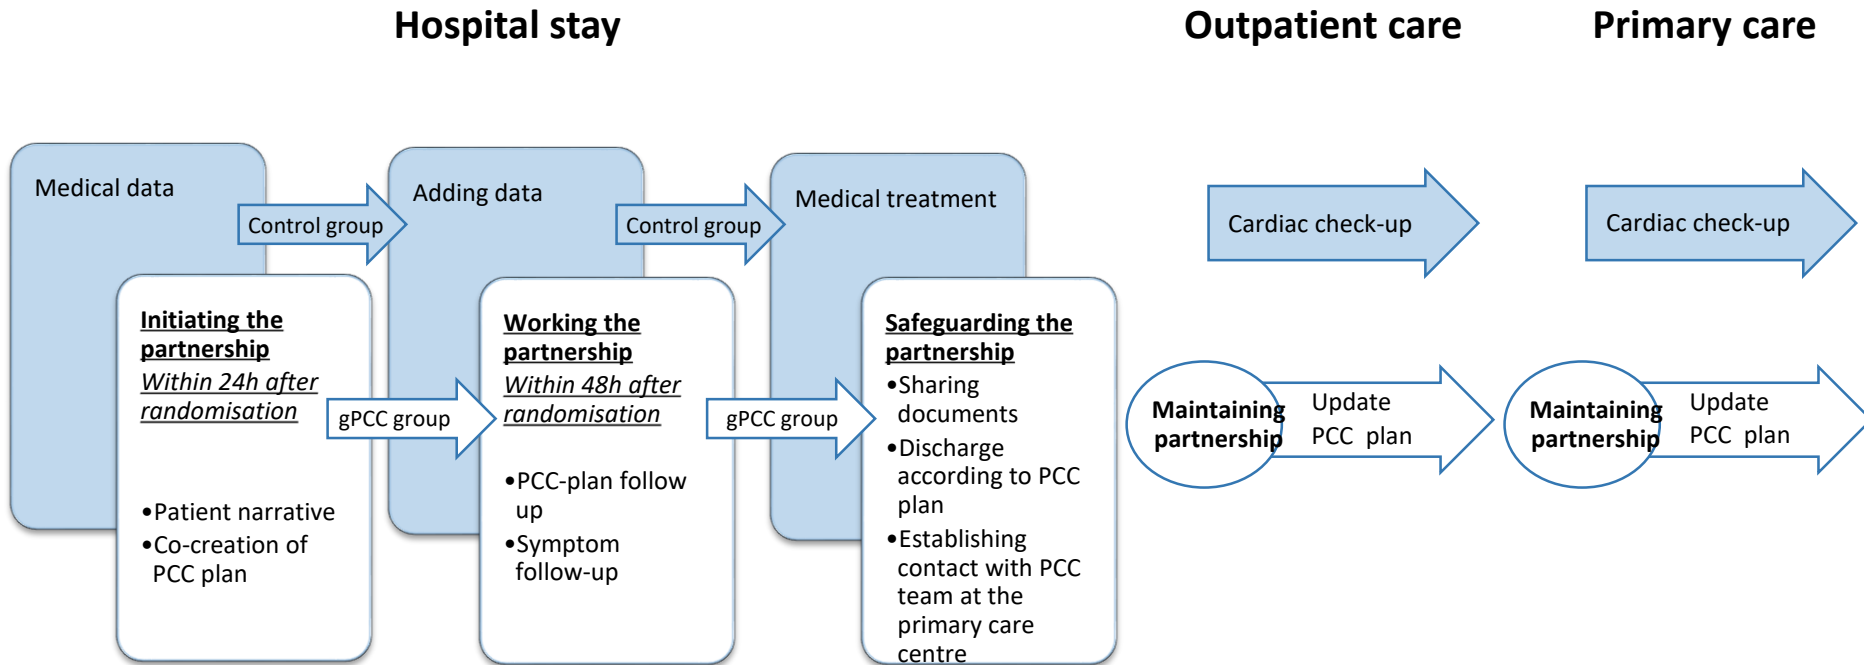 Hospital stay
Outpatient care
Primary care
Medical data
Control group
Adding data
Control group
Medical treatment
Cardiac check-up
Cardiac check-up
Initiating the
partnership
Within 24h after
randomisation
•Patient narrative
•Co-creation of
PCC plan
gPCC group
Working the
partnership
Within 48h after
randomisation
•PCC-plan follow
up
•Symptom
follow-up
gPCC group
Safeguarding the
partnership
•Sharing
documents
•Discharge
according to PCC
plan
•Establishing
contact with PCC
team at the
primary care
centre
Maintaining
partnership
Update
PCC plan
Maintaining
partnership
Update
PCC plan